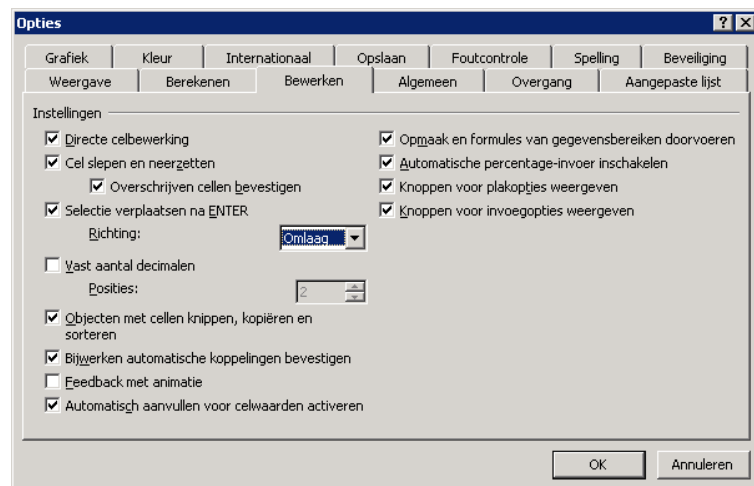 Opties
Grafiek Kleur Internationaal Opslaan Foutcontrole Spelling Beveiliging
Weergave Berekenen Bewerken Algemeen Overgang Aangepaste lijst
Instellingen
Directe celbewerking
Cel slepen en neerzetten
Overschrijven cellen bevestigen
Selectie verplaatsen na ENTER
Richting: Omlaag
Vast aantal decimalen
Posities: 2
Objecten met cellen knippen, kopiëren en
sorteren
Bijwerken automatische koppelingen bevestigen
Feedback met animatie
Automatisch aanvullen voor celwaarden activeren
Opmaak en formules van gegevensbereiken doorvoeren
Automatische percentage-invoer inschakelen
Knoppen voor plakopties weergeven
Knoppen voor invoegopties weergeven
OK Annuleren